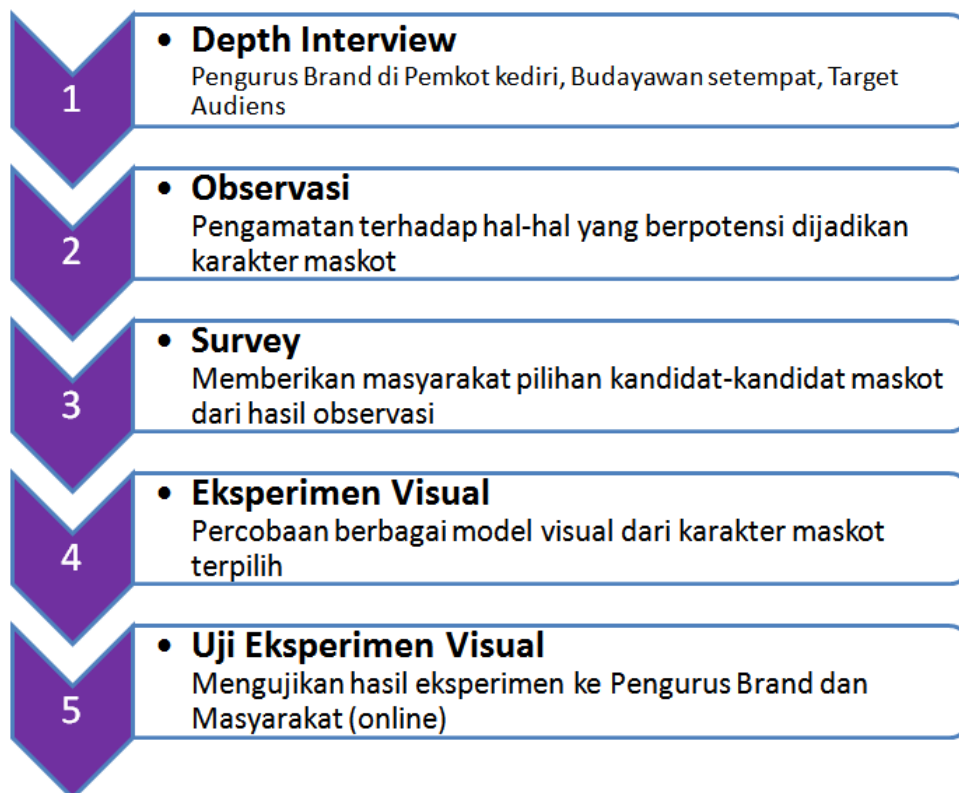 1
• Depth Interview
Pengurus Brand di Pemkot kediri, Budayawan setempat, Target
Audiens
2
• Observasi
Pengamatan terhadap hal-hal yang berpotensi dijadikan
karakter maskot
3
• Survey
Memberikan masyarakat pilihan kandidat-kandidat maskot
dari hasil observasi
4
• Eksperimen Visual
Percobaan berbagai model visual dari karakter maskot
terpilih
5
• Uji Eksperimen Visual
Mengujikan hasil eksperimen ke Pengurus Brand dan
Masyarakat (online)